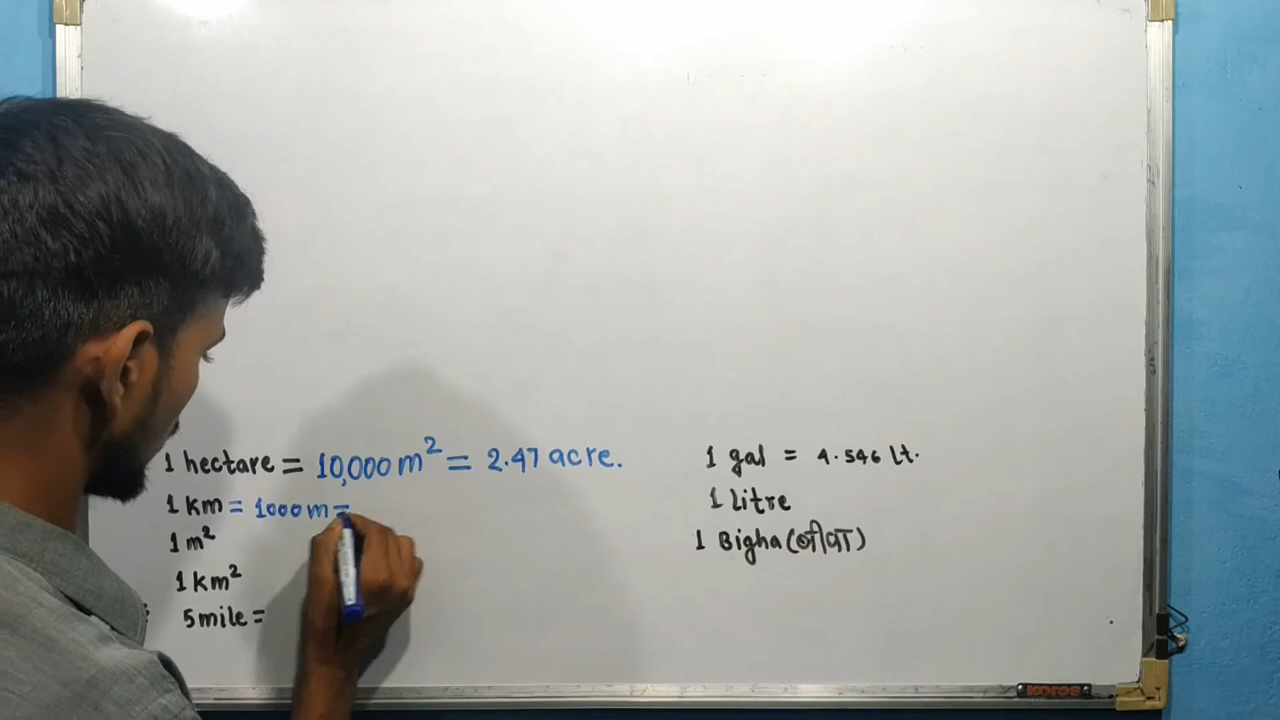 1 hectare = 10,000 m² = 2.47 acre.
1 km = 1000 m =
1 m²
1 km²
5 mile =
1 gal = 4.546 Lt.
1 litre
1 Bigha (बीघा)
KOROS